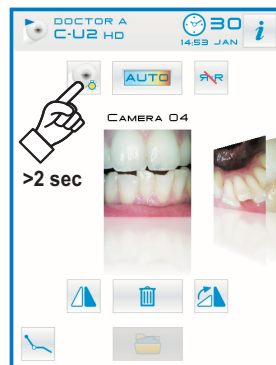 DOCTOR A
C-U2 HD
30
14:53 JAN
i
AUTO
R R
CAMERA 04
>2 sec